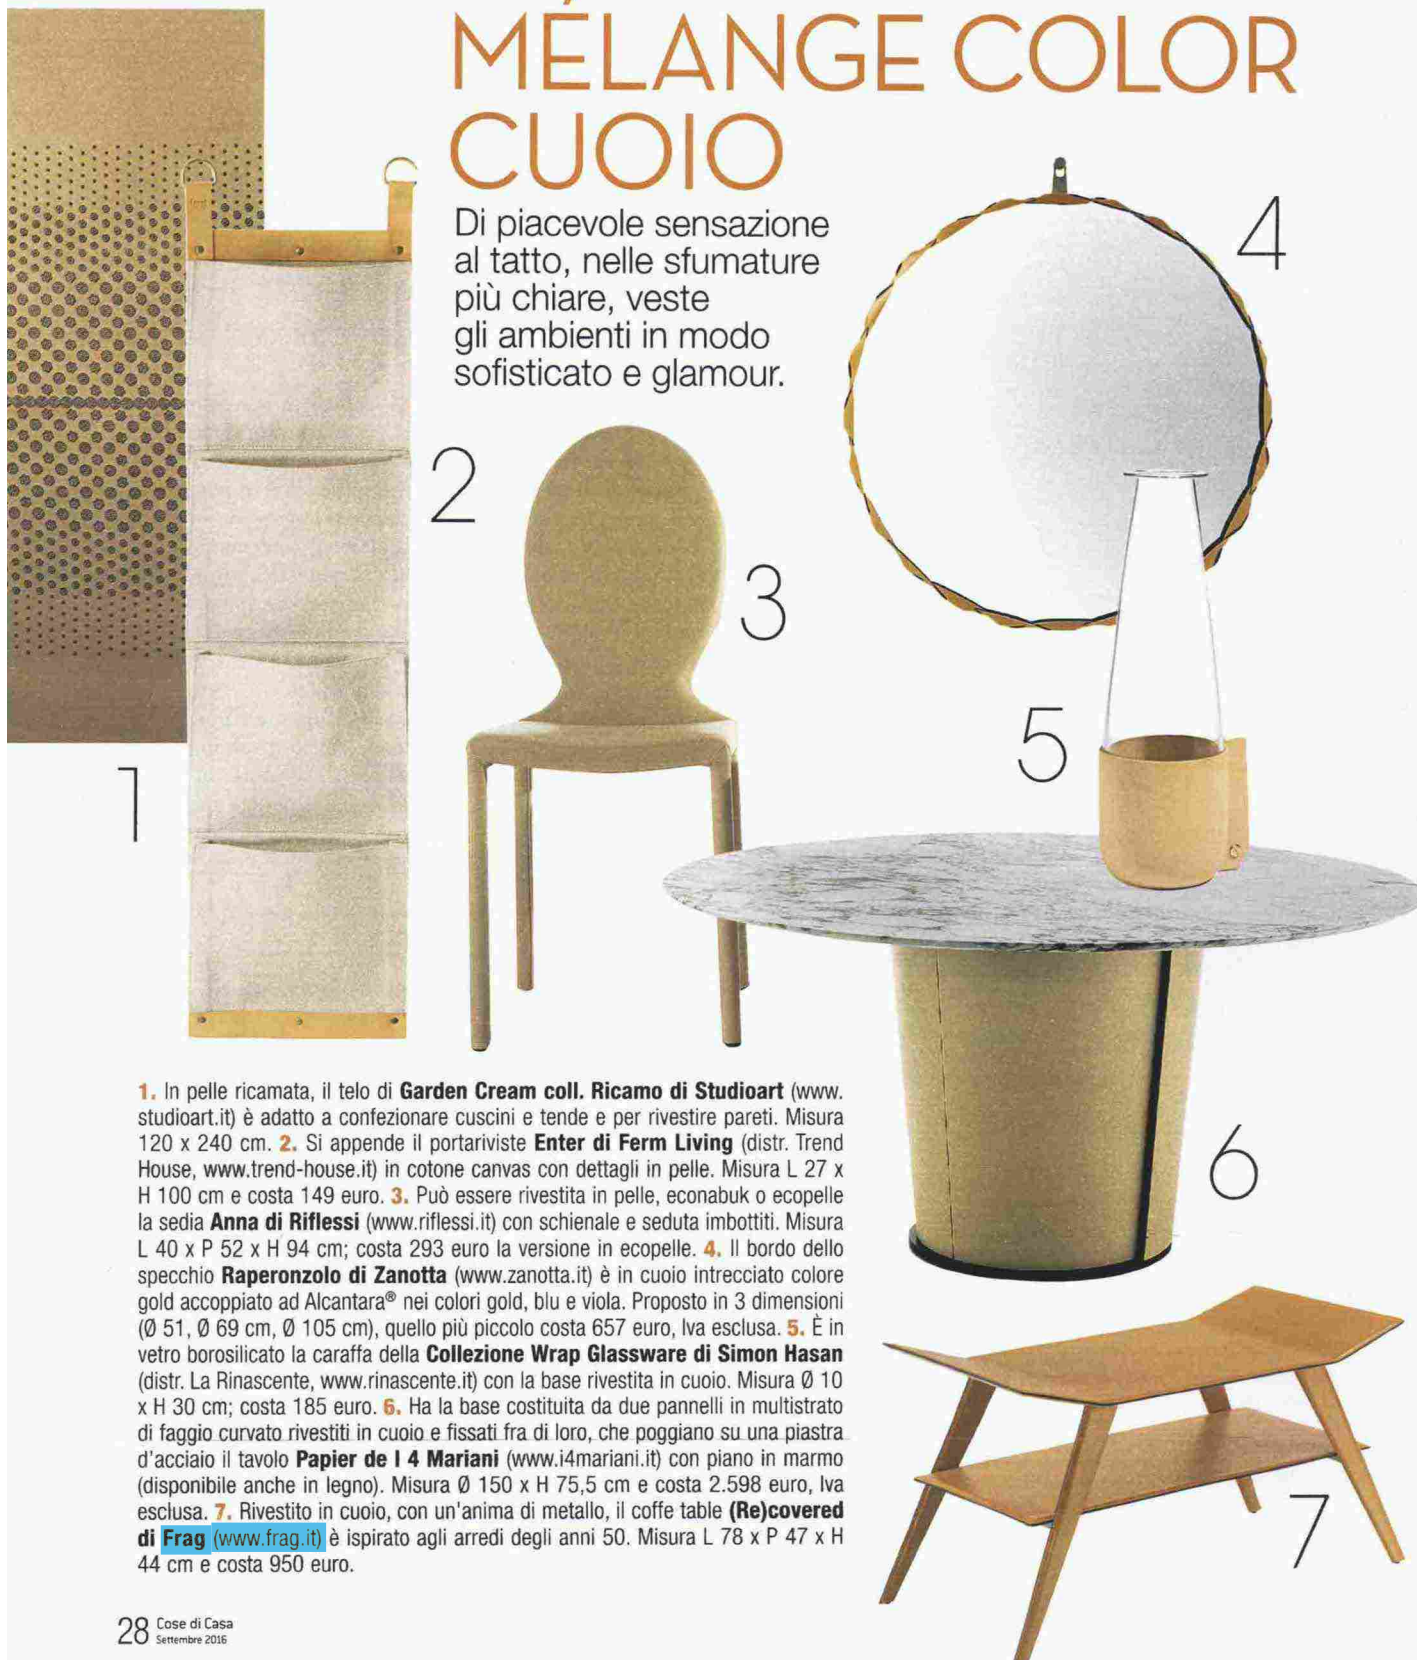 MÉLANGE COLOR
CUOIO
Di piacevole sensazione
al tatto, nelle sfumature
più chiare, veste
gli ambienti in modo
sofisticato e glamour.
1
2
3
4
5
6
7
1. In pelle ricamata, il telo di Garden Cream coll. Ricamo di Studioart (www.
studioart.it) è adatto a confezionare cuscini e tende e per rivestire pareti. Misura
120 x 240 cm. 2. Si appende il portariviste Enter di Ferm Living (distr. Trend
House, www.trend-house.it) in cotone canvas con dettagli in pelle. Misura L 27 x
H 100 cm e costa 149 euro. 3. Può essere rivestita in pelle, econabuk o ecopelle
la sedia Anna di Riflessi (www.riflessi.it) con schienale e seduta imbottiti. Misura
L 40 x P 52 x H 94 cm; costa 293 euro la versione in ecopelle. 4. Il bordo dello
specchio Raperonzolo di Zanotta (www.zanotta.it) è in cuoio intrecciato colore
gold accoppiato ad Alcantara® nei colori gold, blu e viola. Proposto in 3 dimensioni
(Ø 51, Ø 69 cm, Ø 105 cm), quello più piccolo costa 657 euro, Iva esclusa. 5. È in
vetro borosilicato la caraffa della Collezione Wrap Glassware di Simon Hasan
(distr. La Rinascente, www.rinascente.it) con la base rivestita in cuoio. Misura Ø 10
x H 30 cm; costa 185 euro. 6. Ha la base costituita da due pannelli in multistrato
di faggio curvato rivestiti in cuoio e fissati fra di loro, che poggiano su una piastra
d'acciaio il tavolo Papier de I 4 Mariani (www.i4mariani.it) con piano in marmo
(disponibile anche in legno). Misura Ø 150 x H 75,5 cm e costa 2.598 euro, Iva
esclusa. 7. Rivestito in cuoio, con un'anima di metallo, il coffe table (Re)covered
di Frag (www.frag.it) è ispirato agli arredi degli anni 50. Misura L 78 x P 47 x H
44 cm e costa 950 euro.
28 Cose di Casa
Settembre 2016